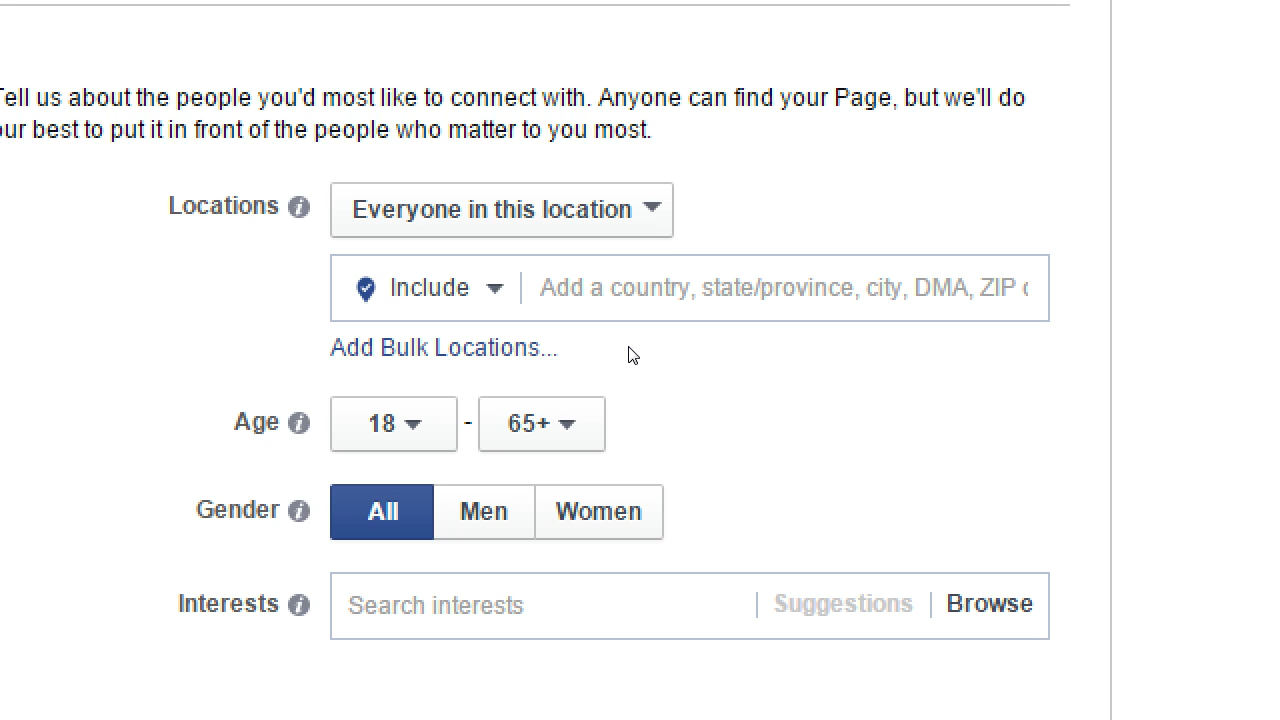 Tell us about the people you'd most like to connect with. Anyone can find your Page, but we'll do
our best to put it in front of the people who matter to you most.
Locations
Everyone in this location
Include
Add a country, state/province, city, DMA, ZIP
Add Bulk Locations...
Age
18 - 65+
Gender
All Men Women
Interests
Search interests
Suggestions Browse